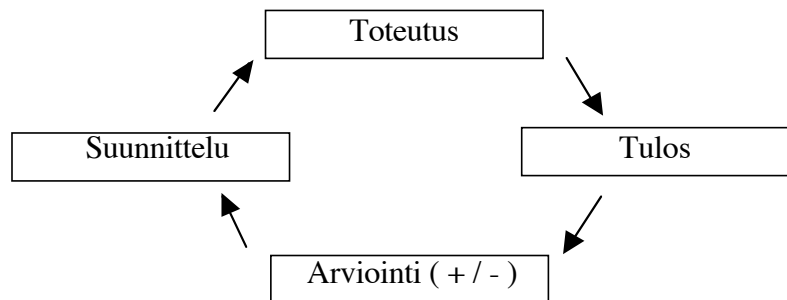 Toteutus
Suunnittelu
Tulos
Arviointi ( + / - )